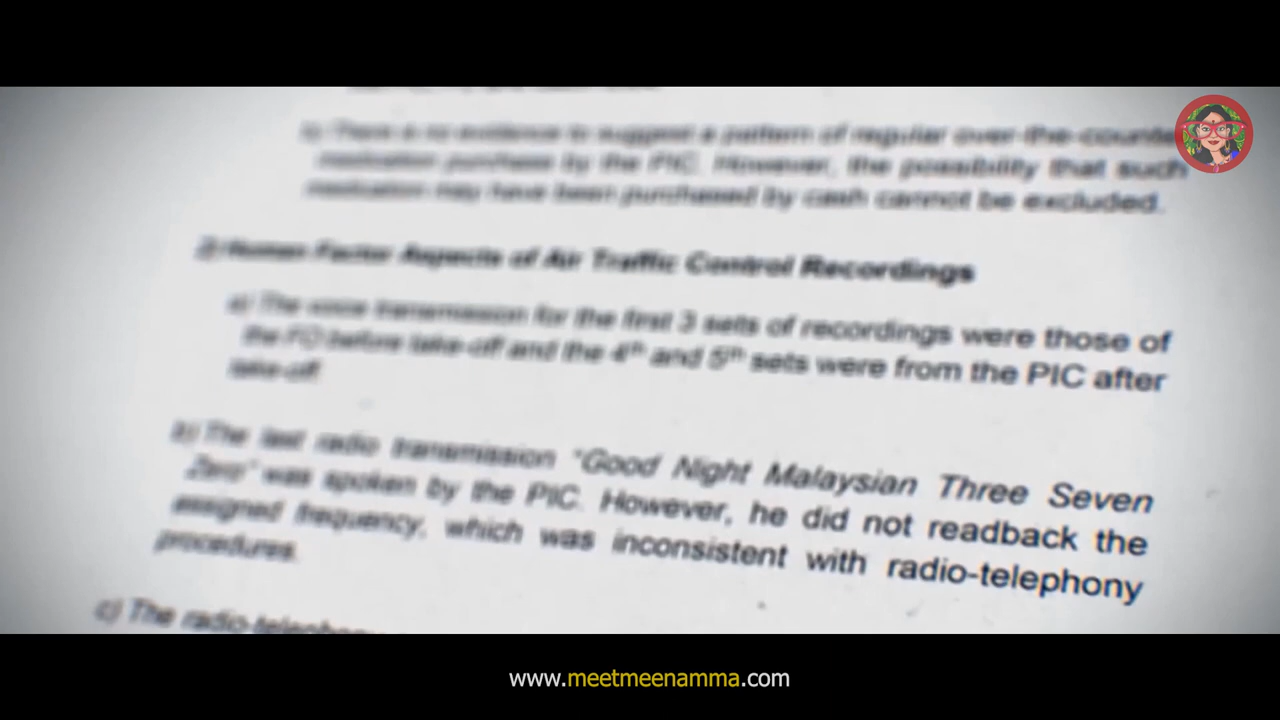 b) There is no evidence to suggest a pattern of regular over-the-counte
medication purchase by the PIC. However, the possibility that such
medication may have been purchased by cash cannot be excluded.
2) Human Factor Aspects of Air Traffic Control Recordings
a) The voice transmission for the first 3 sets of recordings were those of
the FO before take-off and the 4th and 5th sets were from the PIC after
take-off.
b) The last radio transmission "Good Night Malaysian Three Seven
Zero" was spoken by the PIC. However, he did not readback the
assigned frequency, which was inconsistent with radio-telephony
procedures.
c) The radio-telephony
www.meetmeenamma.com